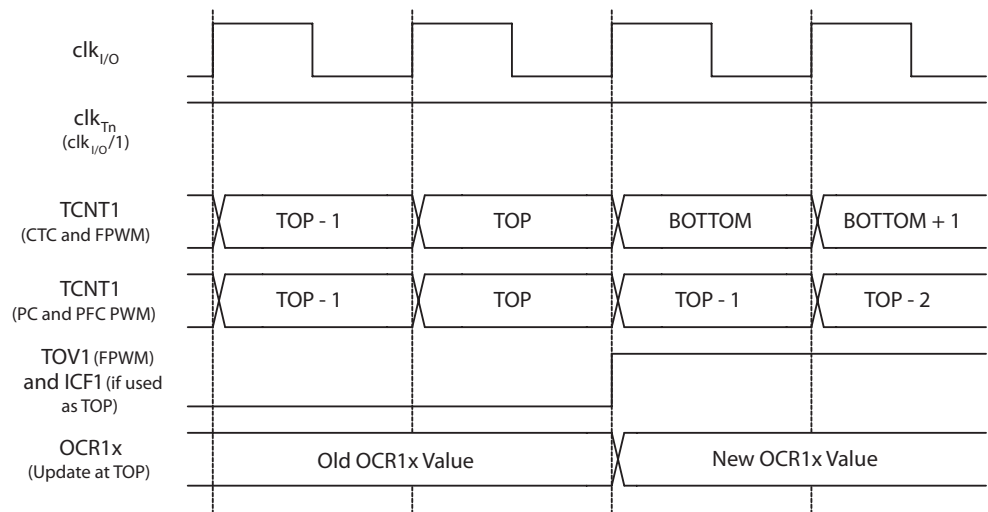 clkI/O
clkTn
(clkI/O/1)
TCNT1
(CTC and FPWM)
TOP - 1
TOP
BOTTOM
BOTTOM + 1
TCNT1
(PC and PFC PWM)
TOP - 1
TOP
TOP - 1
TOP - 2
TOV1 (FPWM)
and ICF1 (if used
as TOP)
OCR1x
(Update at TOP)
Old OCR1x Value
New OCR1x Value